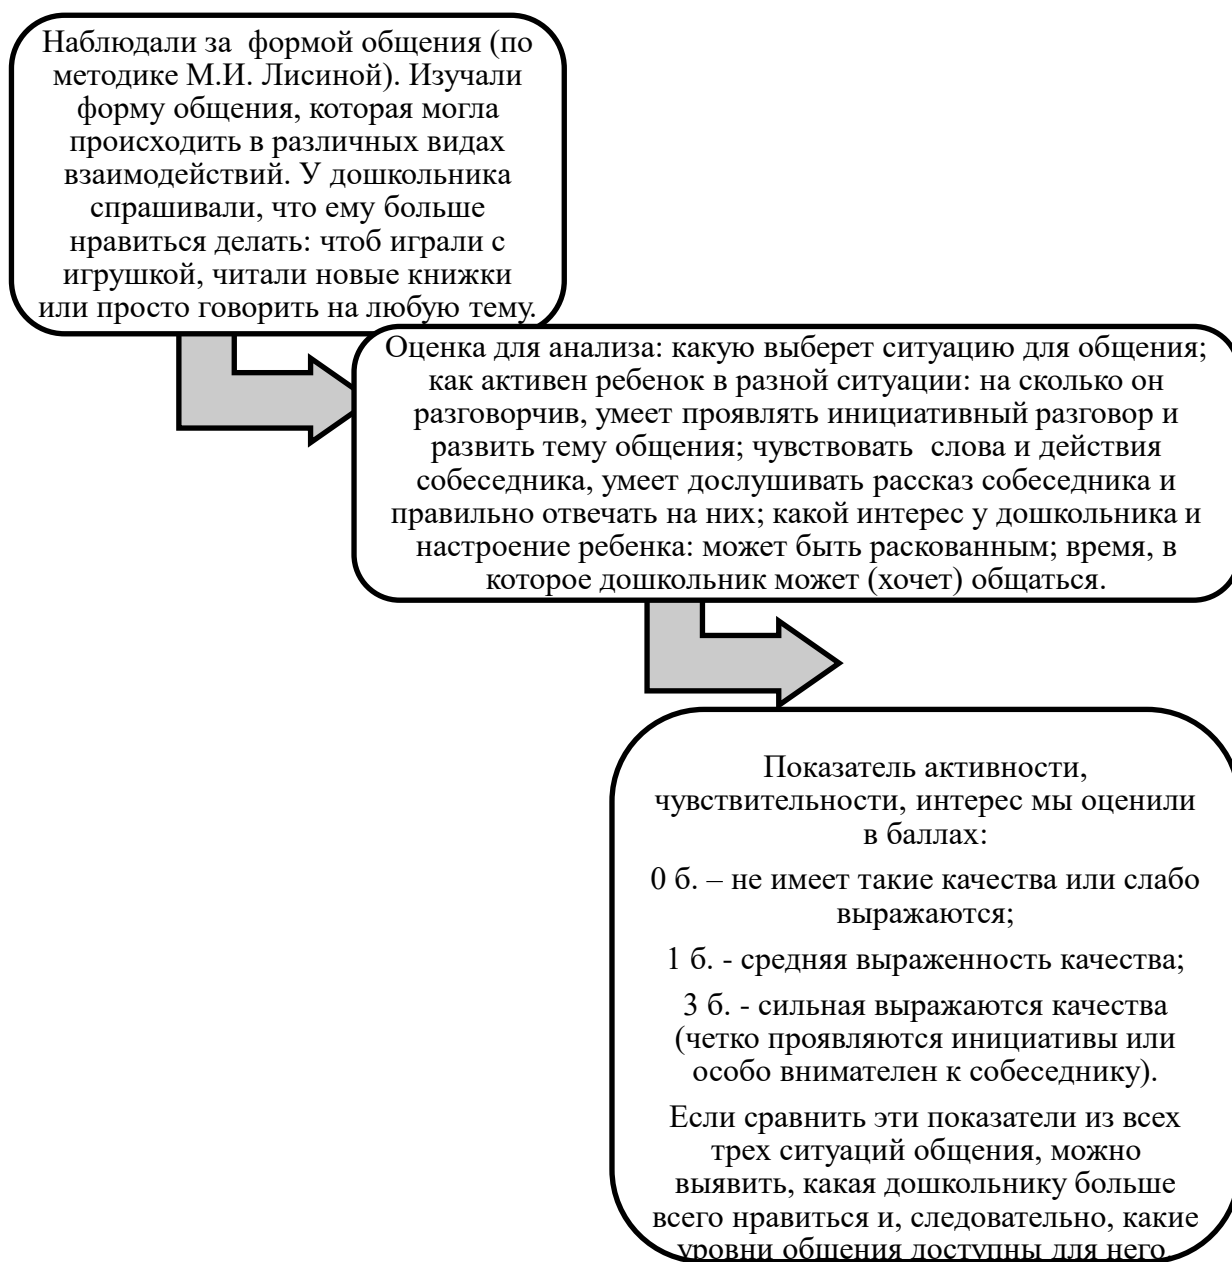 Наблюдали за  формой общения (по
методике М.И. Лисиной). Изучали
форму общения, которая могла
происходить в различных видах
взаимодействий. У дошкольника
спрашивали, что ему больше
нравиться делать: чтоб играли с
игрушкой, читали новые книжки
или просто говорить на любую тему.
Оценка для анализа: какую выберет ситуацию для общения;
как активен ребенок в разной ситуации: на сколько он
разговорчив, умеет проявлять инициативный разговор и
развить тему общения; чувствовать  слова и действия
собеседника, умеет дослушивать рассказ собеседника и
правильно отвечать на них; какой интерес у дошкольника и
настроение ребенка: может быть раскованным; время, в
которое дошкольник может (хочет) общаться.
Показатель активности,
чувствительности, интерес мы оценили
в баллах:
0 б. – не имеет такие качества или слабо
выражаются;
1 б. - средняя выраженность качества;
3 б. - сильная выражаются качества
(четко проявляются инициативы или
особо внимателен к собеседнику).
Если сравнить эти показатели из всех
трех ситуаций общения, можно
выявить, какая дошкольнику больше
всего нравиться и, следовательно, какие
уровни общения доступны для него.